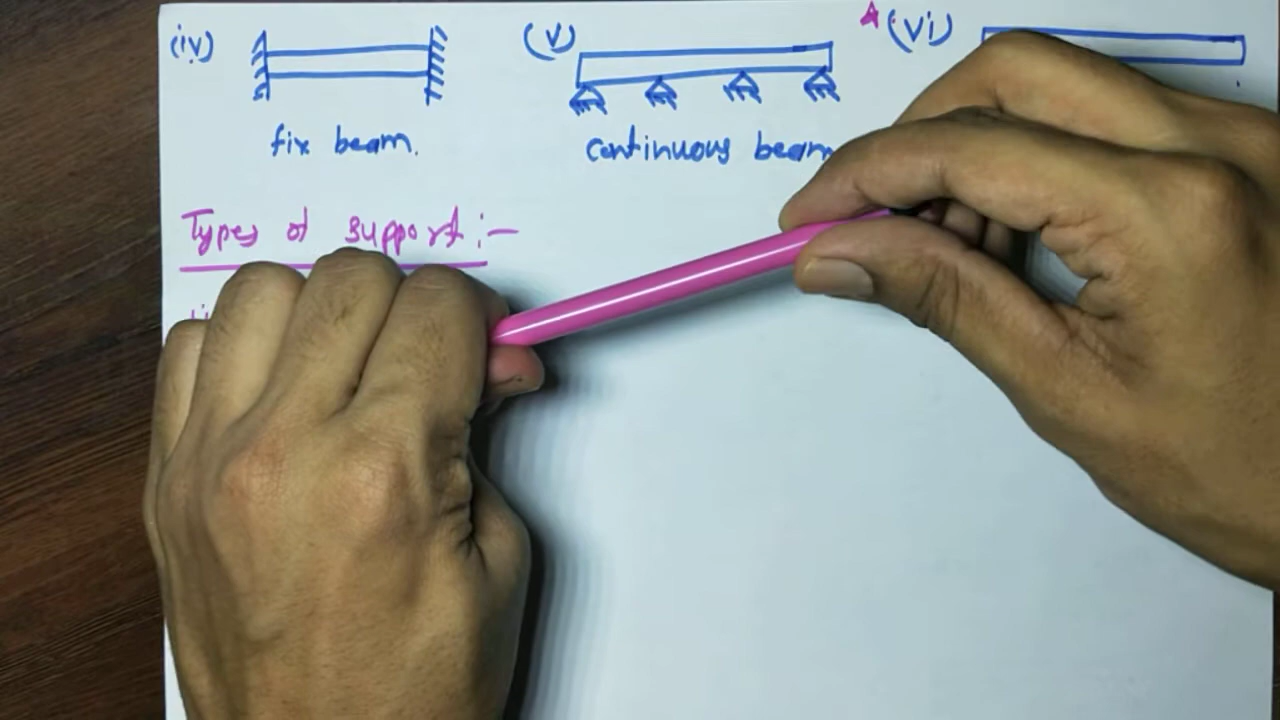 (iv) (v) (vi)
fix beam. continuous beam
Types of support :-